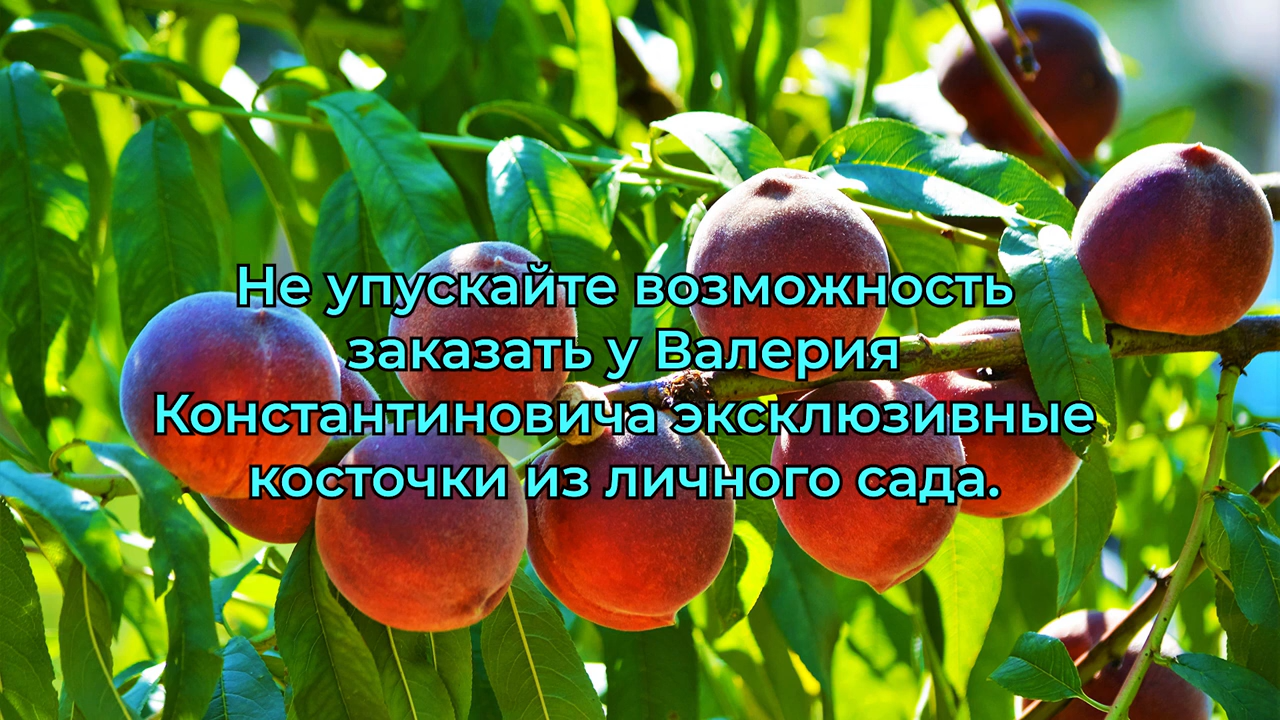 Не упускайте возможность
заказать у Валерия
Константиновича эксклюзивные
косточки из личного сада.